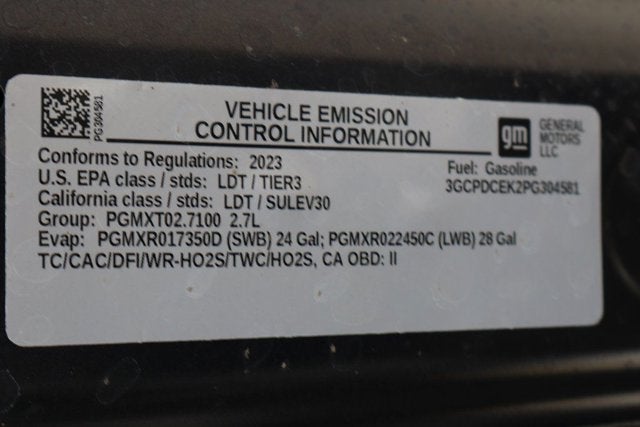 PG304581
VEHICLE EMISSION
CONTROL INFORMATION
gm
GENERAL
MOTORS
LLC
Conforms to Regulations: 2023
U.S. EPA class / stds: LDT / TIER3
California class / stds: LDT / SULEV30
Group: PGMXT02.7100 2.7L
Evap: PGMXR017350D (SWB) 24 Gal; PGMXR022450C (LWB) 28 Gal
TC/CAC/DFI/WR-HO2S/TWC/HO2S, CA OBD: II
Fuel: Gasoline
3GCPDCEK2PG304581